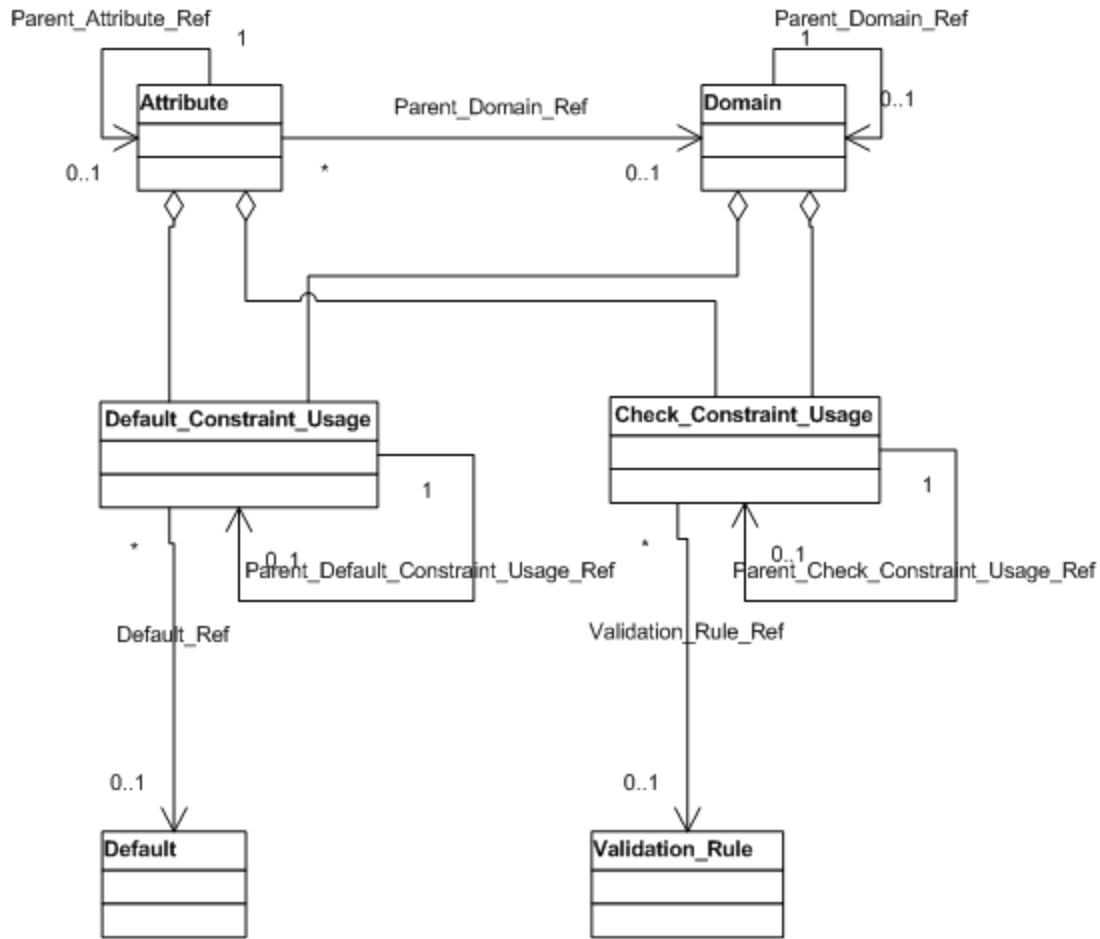 Parent_Attribute_Ref
Parent_Domain_Ref
1
1
Attribute
Parent_Domain_Ref
Domain
0..1
0..1
*
0..1
Default_Constraint_Usage
Check_Constraint_Usage
1
1
*
0..1
*
0..1
Parent_Default_Constraint_Usage_Ref
Parent_Check_Constraint_Usage_Ref
Default_Ref
Validation_Rule_Ref
0..1
0..1
Default
Validation_Rule